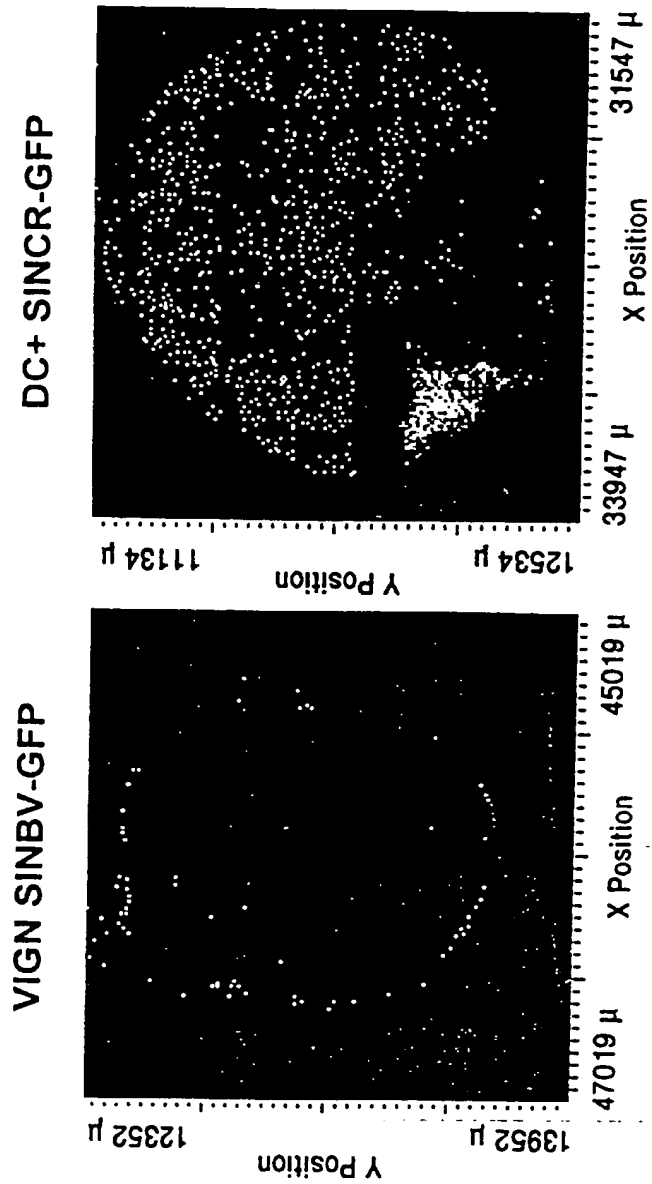 VIGN SINBV-GFP
Y Position
12352 µ
13952 µ
47019 µ
45019 µ
X Position
DC+ SINCR-GFP
Y Position
11134 µ
12534 µ
33947 µ
31547 µ
X Position